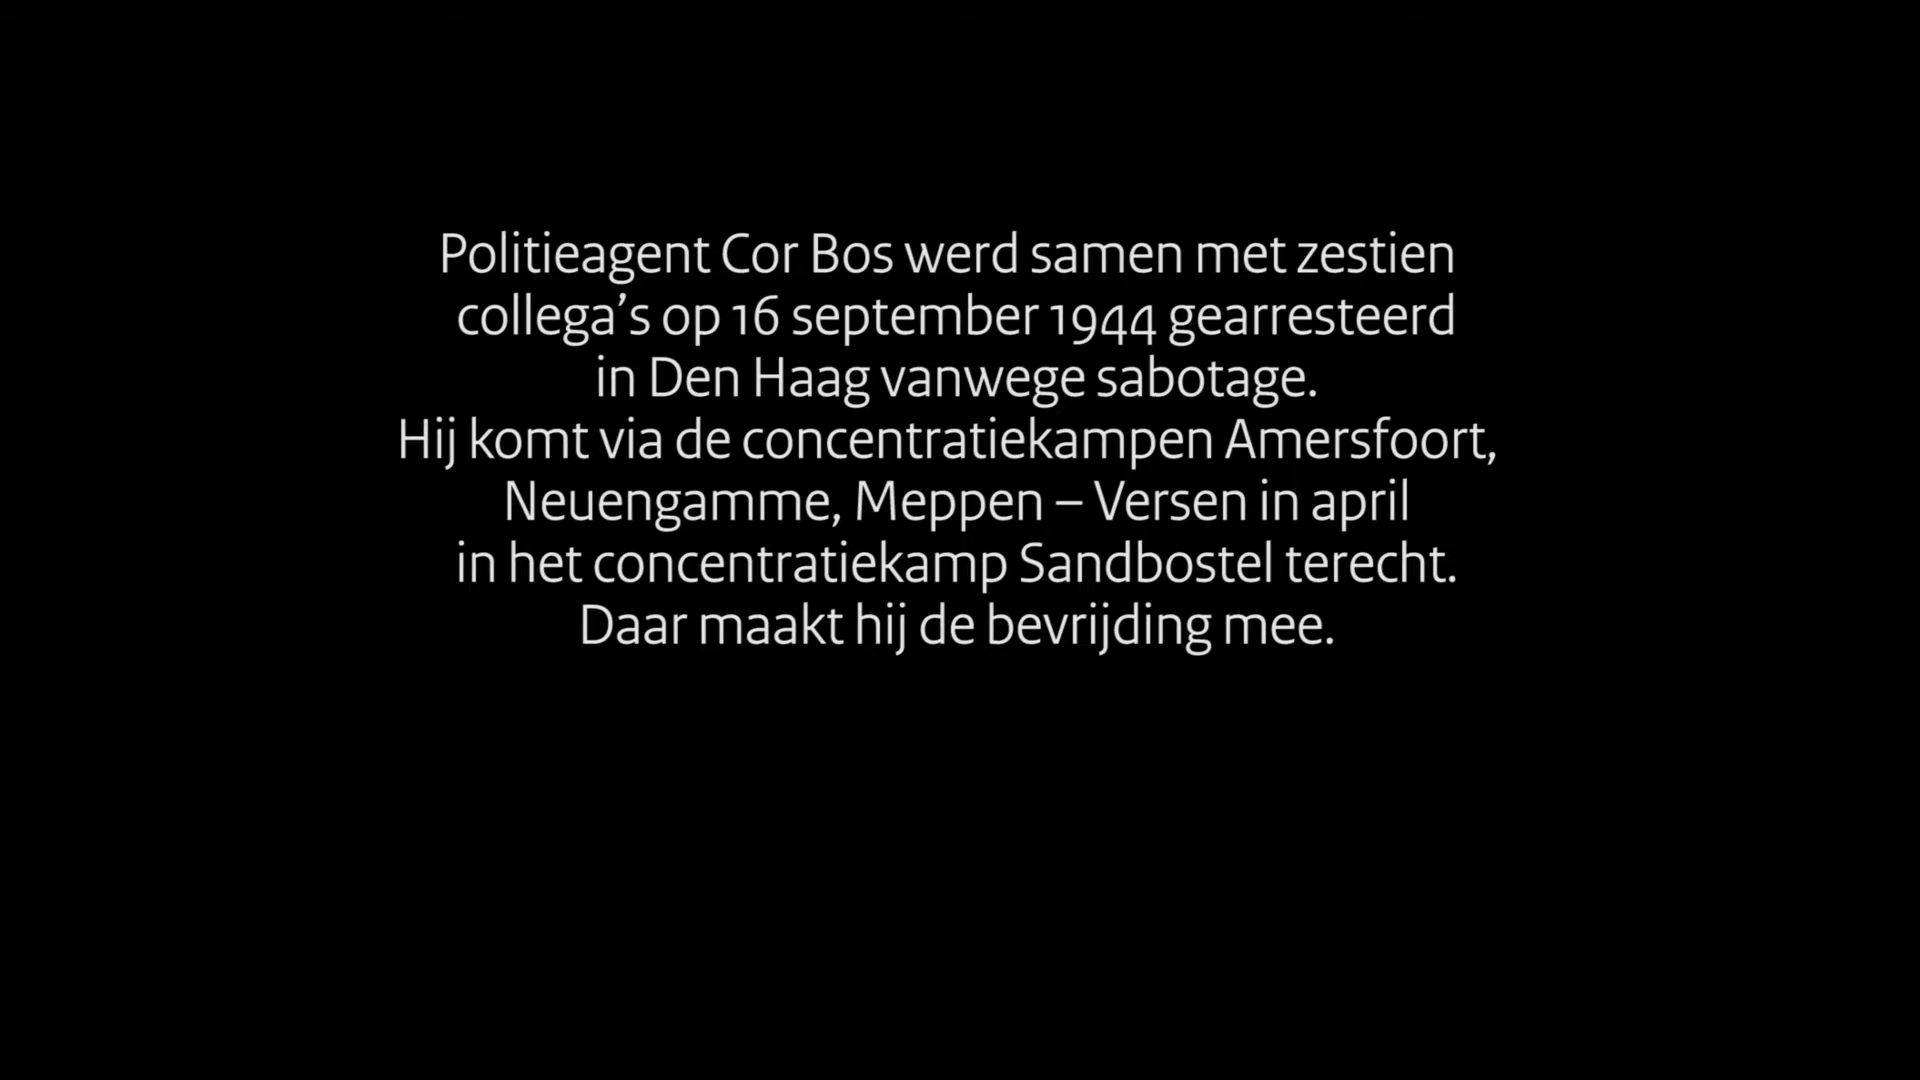 Politieagent Cor Bos werd samen met zestien
collega’s op 16 september 1944 gearresteerd
in Den Haag vanwege sabotage.
Hij komt via de concentratiekampen Amersfoort,
Neuengamme, Meppen – Versen in april
in het concentratiekamp Sandbostel terecht.
Daar maakt hij de bevrijding mee.